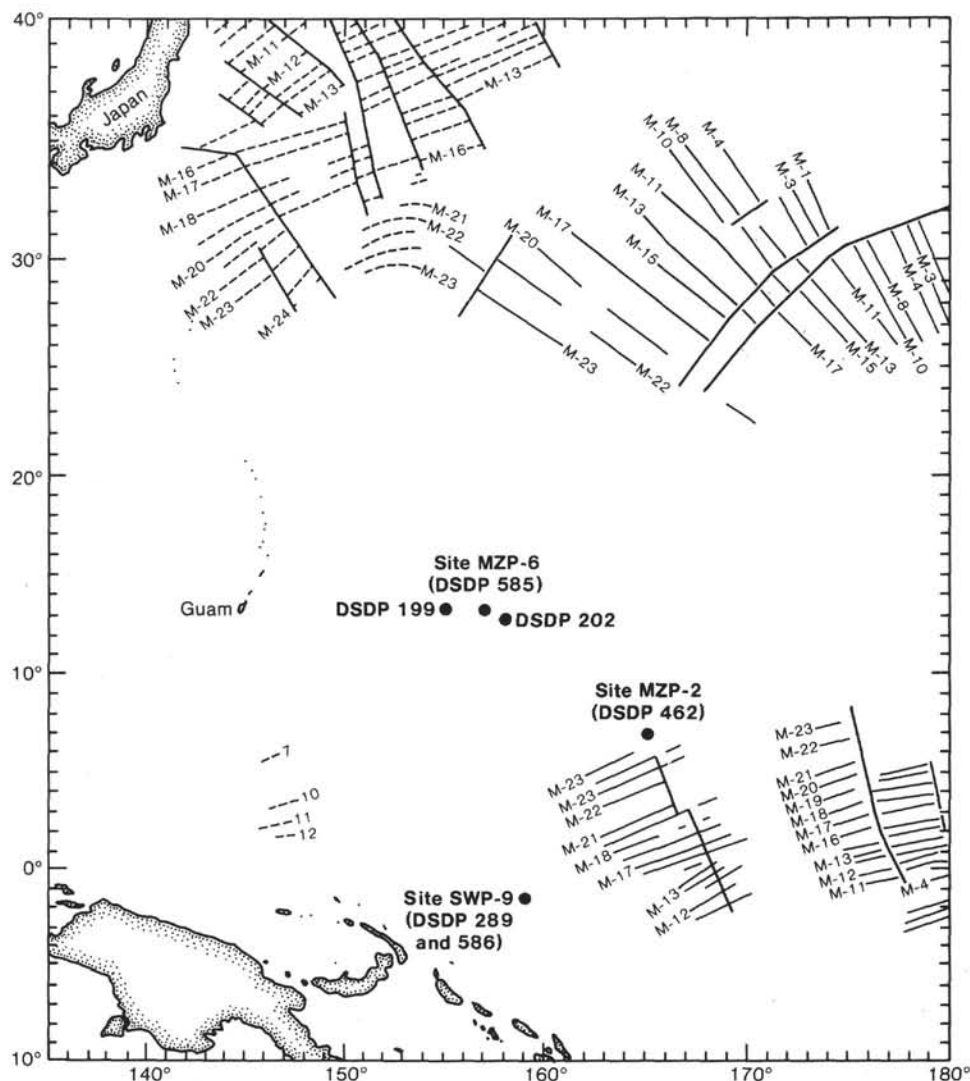 40°
30°
20°
10°
0°
10°
140°
150°
160°
170°
180°
Japan
M-11
M-12
M-13
M-13
M-16
M-17
M-16
M-18
M-20
M-22
M-23
M-24
M-21
M-22
M-23
M-20
M-17
M-23
M-22
M-10
M-8
M-4
M-11
M-13
M-15
M-1
M-3
M-3
M-4
M-8
M-11
M-10
M-13
M-15
M-17
Guam
Site MZP-6
(DSDP 585)
DSDP 199
DSDP 202
Site MZP-2
(DSDP 462)
7
10
11
12
M-23
M-23
M-22
M-21
M-18
M-17
M-13
M-12
M-23
M-22
M-21
M-20
M-19
M-18
M-17
M-16
M-13
M-12
M-11
M-4
Site SWP-9
(DSDP 289
and 586)